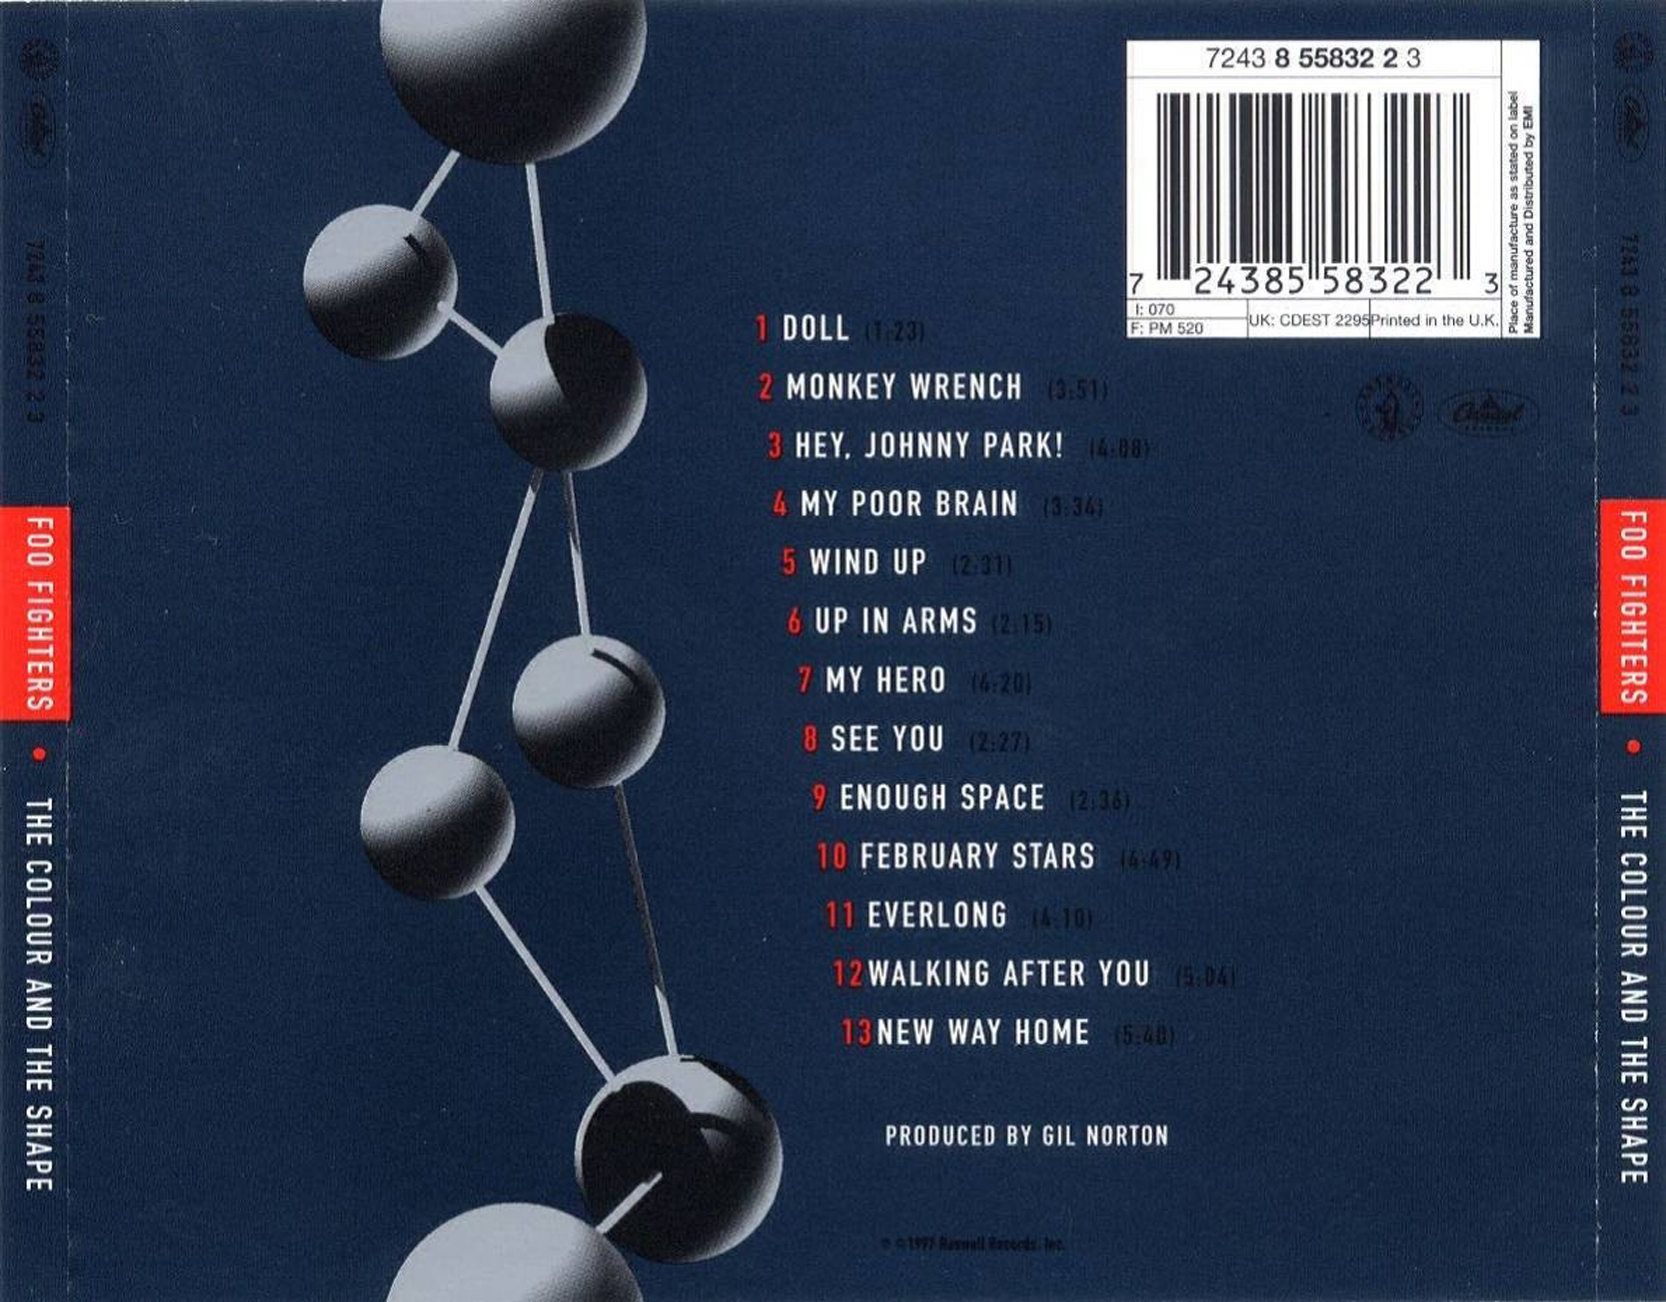 7243 8 55832 2 3
FOO FIGHTERS • THE COLOUR AND THE SHAPE
7243 8 55832 2 3
7 24385 58322 3
I: 070
F: PM 520
UK: CDEST 2295
Printed in the U.K.
Place of manufacture as stated on label
Manufactured and Distributed by EMI
1 DOLL (1:23)
2 MONKEY WRENCH (3:51)
3 HEY, JOHNNY PARK! (4:08)
4 MY POOR BRAIN (3:34)
5 WIND UP (2:31)
6 UP IN ARMS (2:15)
7 MY HERO (4:20)
8 SEE YOU (2:27)
9 ENOUGH SPACE (2:36)
10 FEBRUARY STARS (4:49)
11 EVERLONG (4:10)
12 WALKING AFTER YOU (5:04)
13 NEW WAY HOME (5:40)
Capitol
PRODUCED BY GIL NORTON
℗ ©1997 Roswell Records, Inc.
7243 8 55832 2 3
FOO FIGHTERS • THE COLOUR AND THE SHAPE